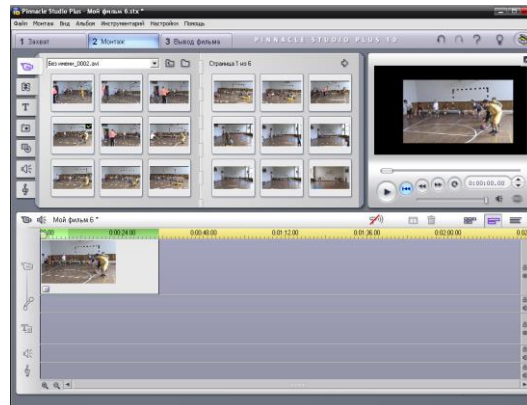 Pinnacle Studio Plus - Мой фильм 6.stx *
Файл Монтаж Вид Альбом Инструментарий Настройки Помощь
1 Захват 2 Монтаж 3 Вывод фильма PINNACLE STUDIO PLUS 12
Без имени_0002.avi Страница 1 из 6
0:00:00.00
Мой фильм 6 *
0:00:24.00 0:00:48.00 0:01:12.00 0:01:36.00 0:02:00.00